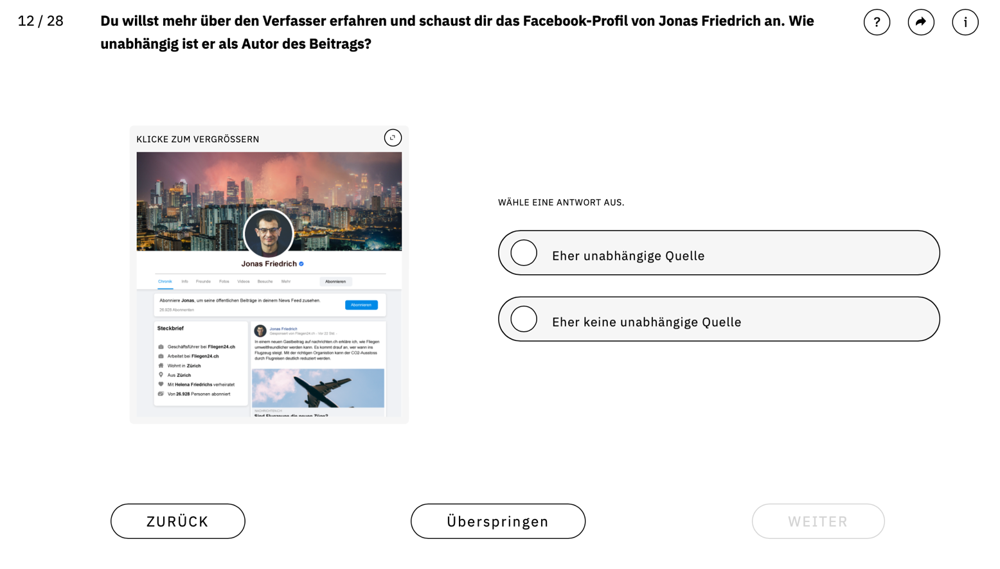 12 / 28
Du willst mehr über den Verfasser erfahren und schaust dir das Facebook-Profil von Jonas Friedrich an. Wie
unabhängig ist er als Autor des Beitrags?
?
i
KLICKE ZUM VERGRÖSSERN
Jonas Friedrich
Chronik Info Freunde Fotos Videos Besuche Mehr Abonnieren
Abonniere Jonas, um seine öffentlichen Beiträge in deinem News Feed zusehen.
26.928 Abonnenten
Abonnieren
Steckbrief
Geschäftsführer bei Fliegen24.ch
Arbeitet bei Fliegen24.ch
Wohnt in Zürich
Aus Zürich
Mit Helena Friedrichs verheiratet
Von 26.928 Personen abonniert
Jonas Friedrich
Gesponsert von Fliegen24.ch - Vor 22 Std. -
In einem neuen Gastbeitrag auf nachrichten.ch erkläre ich, wie Fliegen
umweltfreundlicher werden kann. Es kommt drauf an, wer wann ins
Flugzeug steigt. Mit der richtigen Organistion kann der CO2-Ausstoss
durch Flugreisen deutlich reduziert werden.
NACHRICHTEN.CH
Sind Flugzeuge die neuen Züge?
WÄHLE EINE ANTWORT AUS.
Eher unabhängige Quelle
Eher keine unabhängige Quelle
ZURÜCK
Überspringen
WEITER